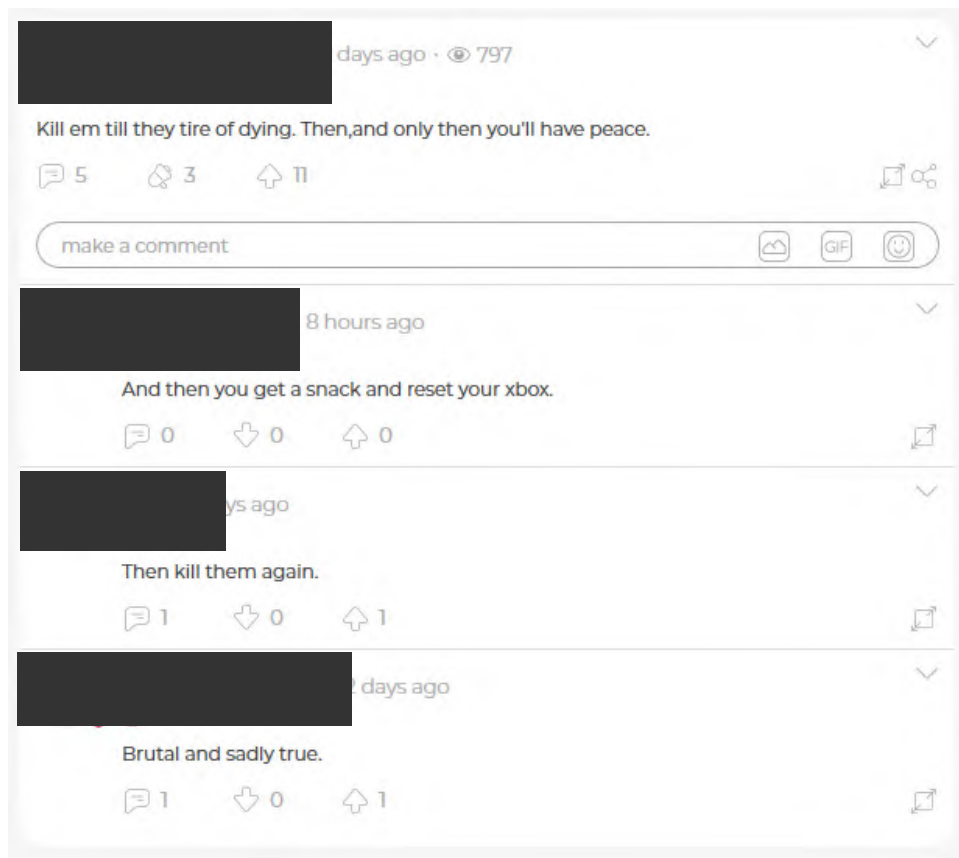 days ago · 797
Kill em till they tire of dying. Then,and only then you'll have peace.
5 3 11
make a comment GIF
8 hours ago
And then you get a snack and reset your xbox.
0 0 0
ys ago
Then kill them again.
1 0 1
2 days ago
Brutal and sadly true.
1 0 1